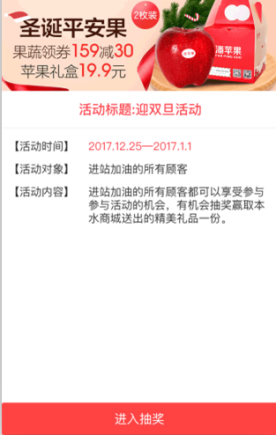 圣诞平安果
2枚装
果蔬领券159减30
苹果礼盒19.9元
活动标题:迎双旦活动
【活动时间】 2017.12.25—2017.1.1
【活动对象】 进站加油的所有顾客
【活动内容】 进站加油的所有顾客都可以享受参与
参与活动的机会，有机会抽奖赢取本
水商城送出的精美礼品一份。
进入抽奖